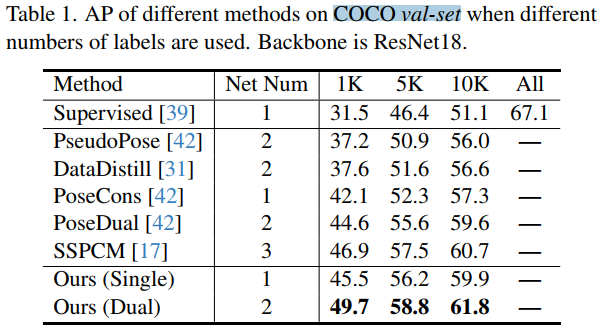 Table 1. AP of different methods on COCO val-set when different
numbers of labels are used. Backbone is ResNet18.
Method Net Num 1K 5K 10K All
Supervised [39] 1 31.5 46.4 51.1 67.1
PseudoPose [42] 2 37.2 50.9 56.0 —
DataDistill [31] 2 37.6 51.6 56.6 —
PoseCons [42] 1 42.1 52.3 57.3 —
PoseDual [42] 2 44.6 55.6 59.6 —
SSPCM [17] 3 46.9 57.5 60.7 —
Ours (Single) 1 45.5 56.2 59.9 —
Ours (Dual) 2 49.7 58.8 61.8 —